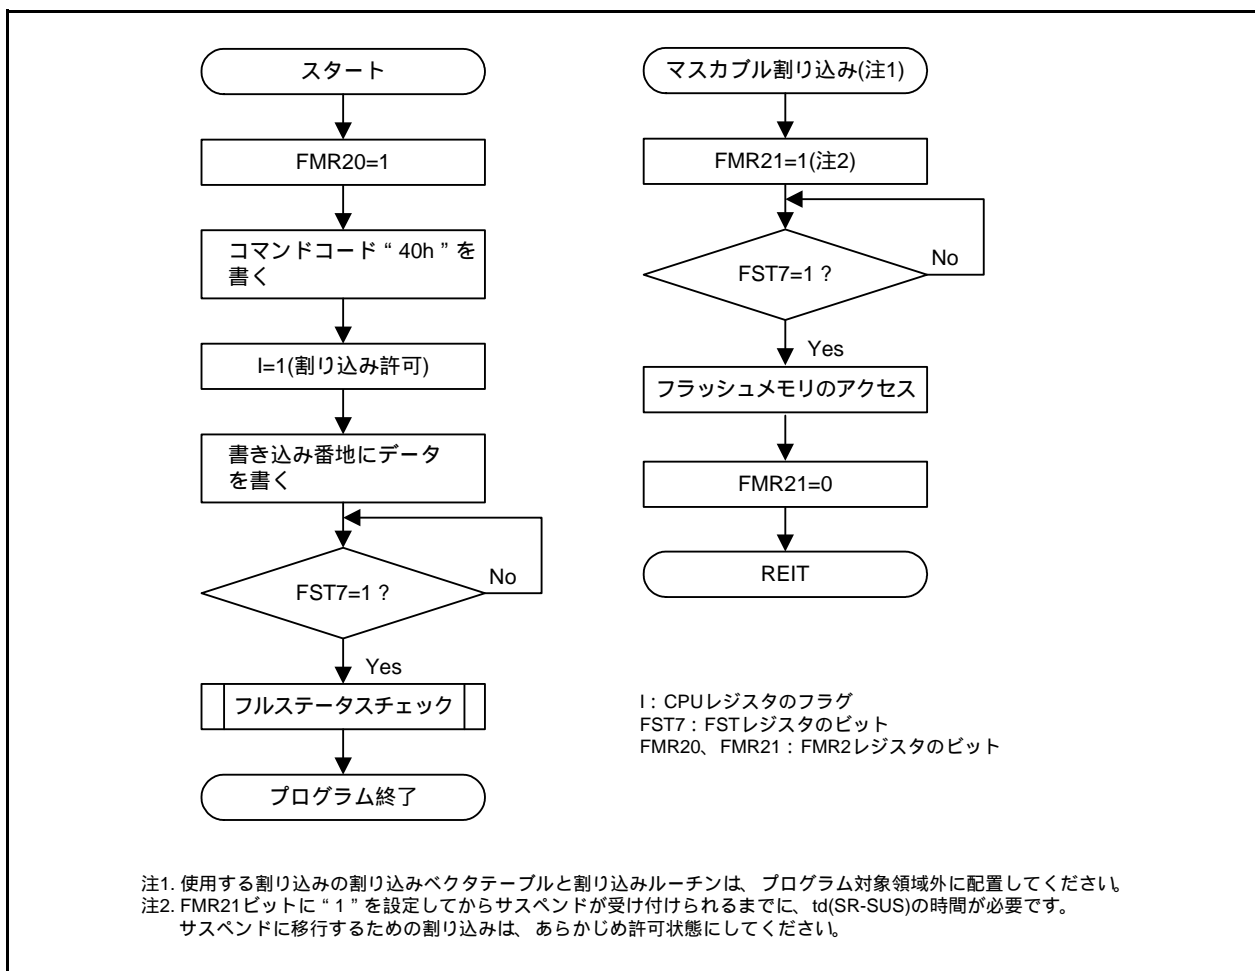 スタート
FMR20=1
コマンドコード“40h”を
書く
I=1(割り込み許可)
書き込み番地にデータ
を書く
FST7=1？
No
Yes
フルステータスチェック
プログラム終了
マスカブル割り込み(注1)
FMR21=1(注2)
FST7=1？
No
Yes
フラッシュメモリのアクセス
FMR21=0
REIT
I：CPUレジスタのフラグ
FST7：FSTレジスタのビット
FMR20、FMR21：FMR2レジスタのビット
注1. 使用する割り込みの割り込みベクタテーブルと割り込みルーチンは、プログラム対象領域外に配置してください。
注2. FMR21ビットに“1”を設定してからサスペンドが受け付けられるまでに、td(SR-SUS)の時間が必要です。
サスペンドに移行するための割り込みは、あらかじめ許可状態にしてください。